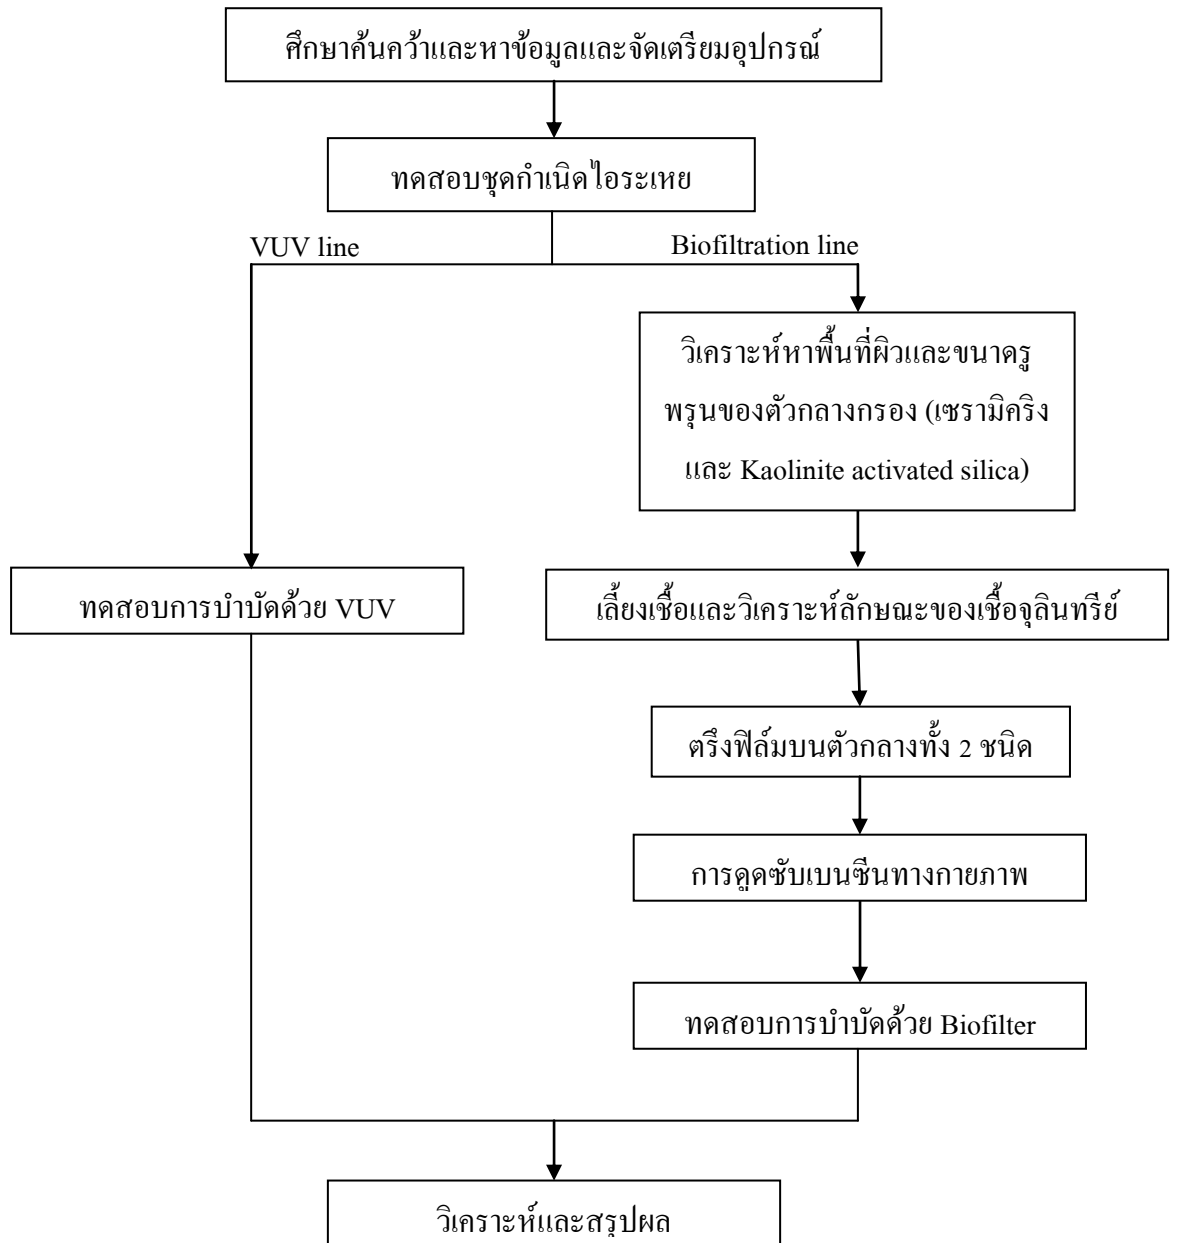 ศึกษาค้นคว้าและหาข้อมูลและจัดเตรียมอุปกรณ์
ทดสอบชุดกำเนิดไอระเหย
VUV line
Biofiltration line
วิเคราะห์หาพื้นที่ผิวและขนาดรู
พรุนของตัวกลางกรอง (เซรามิคริง
และ Kaolinite activated silica)
ทดสอบการบำบัดด้วย VUV
เลี้ยงเชื้อและวิเคราะห์ลักษณะของเชื้อจุลินทรีย์
ตรึงฟิล์มบนตัวกลางทั้ง 2 ชนิด
การดูดซับเบนซีนทางกายภาพ
ทดสอบการบำบัดด้วย Biofilter
วิเคราะห์และสรุปผล